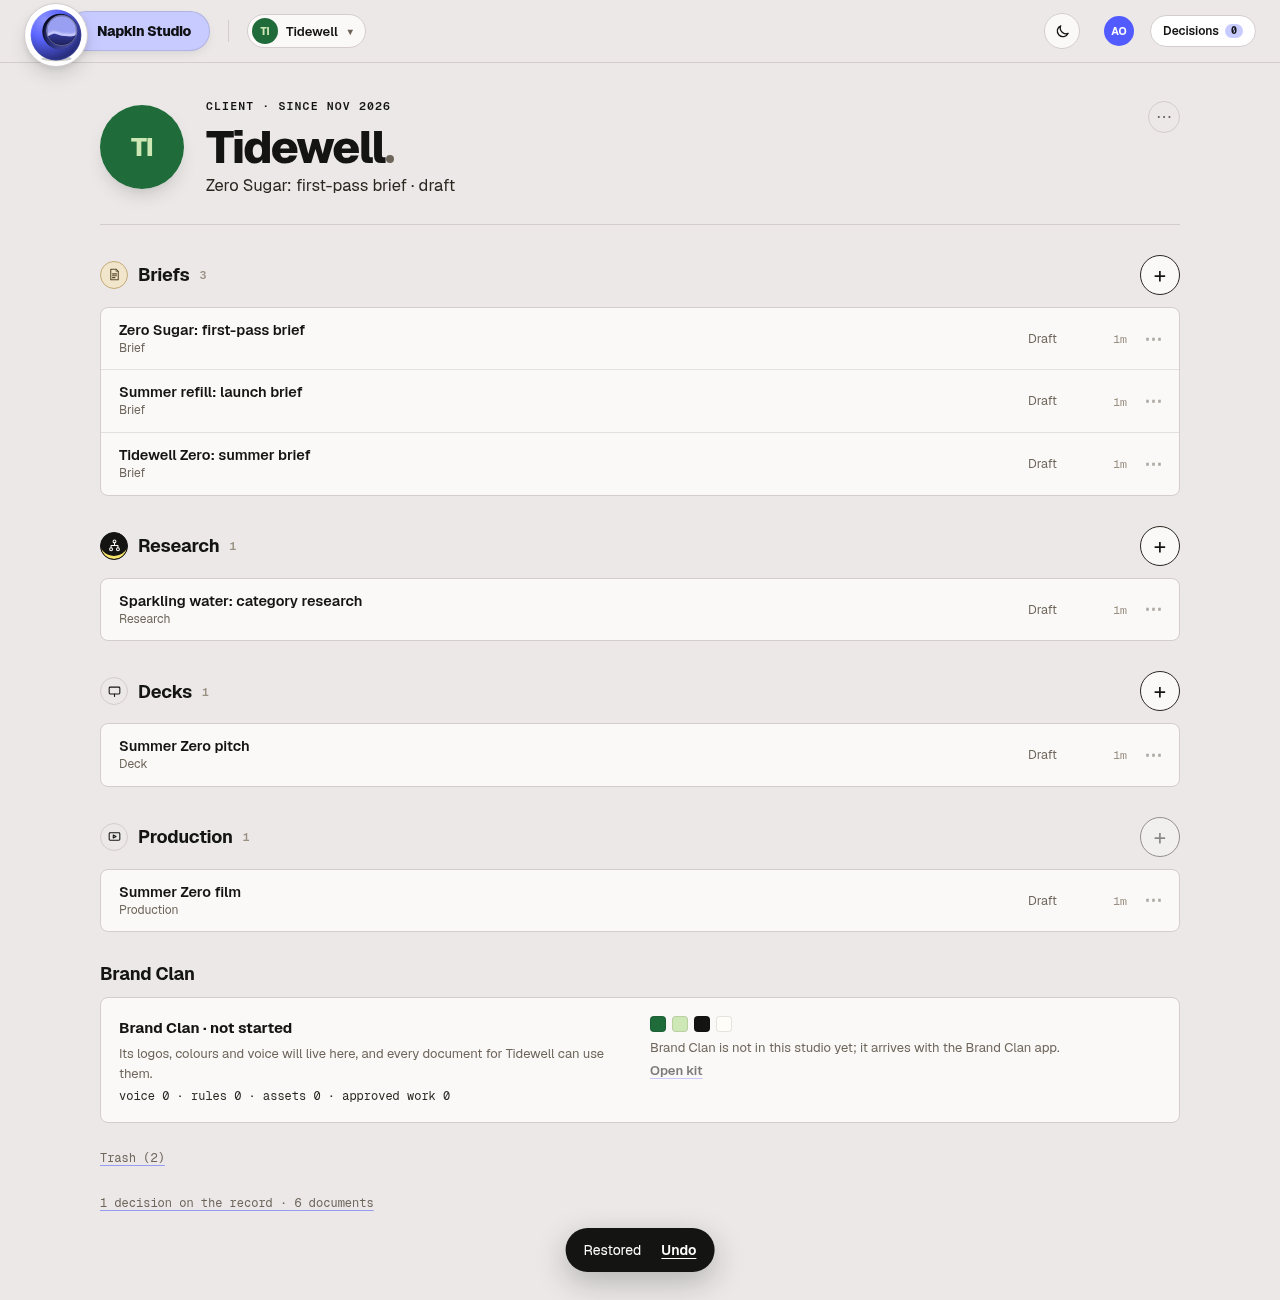 Napkin Studio
TI
Tidewell ▾
AO
Decisions 0
CLIENT · SINCE NOV 2026
TI
Tidewell.
Zero Sugar: first-pass brief · draft
Briefs 3
Zero Sugar: first-pass brief
Brief
Draft
1m
Summer refill: launch brief
Brief
Draft
1m
Tidewell Zero: summer brief
Brief
Draft
1m
Research 1
Sparkling water: category research
Research
Draft
1m
Decks 1
Summer Zero pitch
Deck
Draft
1m
Production 1
Summer Zero film
Production
Draft
1m
Brand Clan
Brand Clan · not started
Its logos, colours and voice will live here, and every document for Tidewell can use
them.
voice 0 · rules 0 · assets 0 · approved work 0
Brand Clan is not in this studio yet; it arrives with the Brand Clan app.
Open kit
Trash (2)
1 decision on the record · 6 documents
Restored Undo